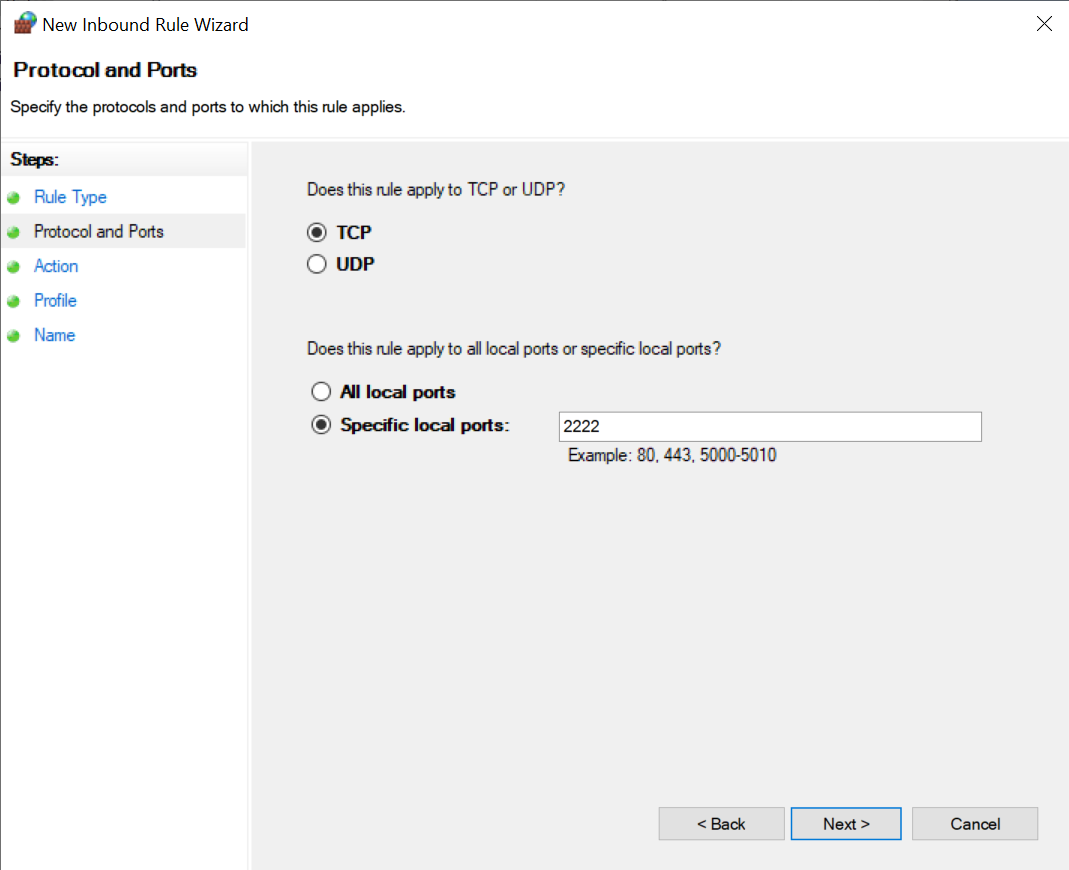 New Inbound Rule Wizard
Protocol and Ports
Specify the protocols and ports to which this rule applies.
Steps:
Rule Type
Protocol and Ports
Action
Profile
Name
Does this rule apply to TCP or UDP?
TCP
UDP
Does this rule apply to all local ports or specific local ports?
All local ports
Specific local ports: 2222
Example: 80, 443, 5000-5010
< Back Next > Cancel